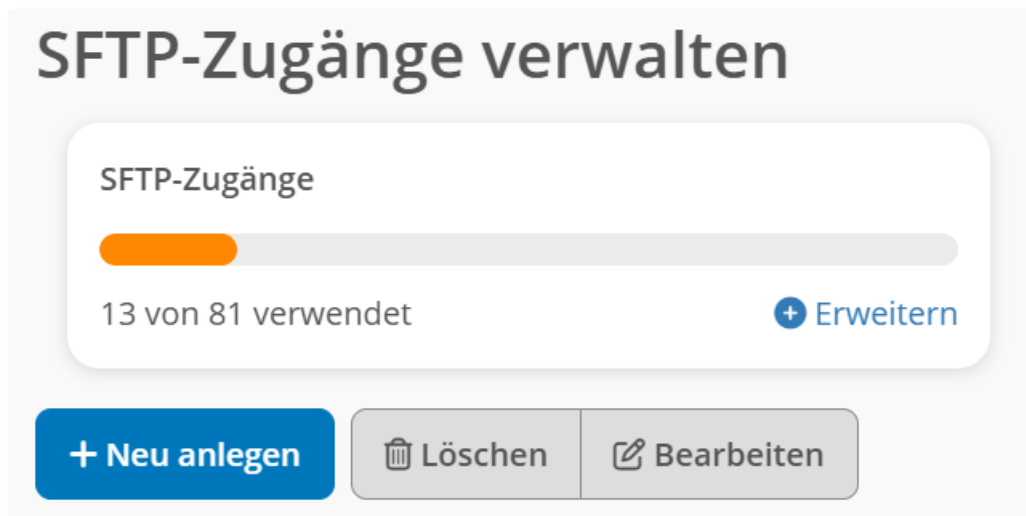 SFTP-Zugänge verwalten
SFTP-Zugänge
13 von 81 verwendet
Erweitern
Neu anlegen
Löschen
Bearbeiten